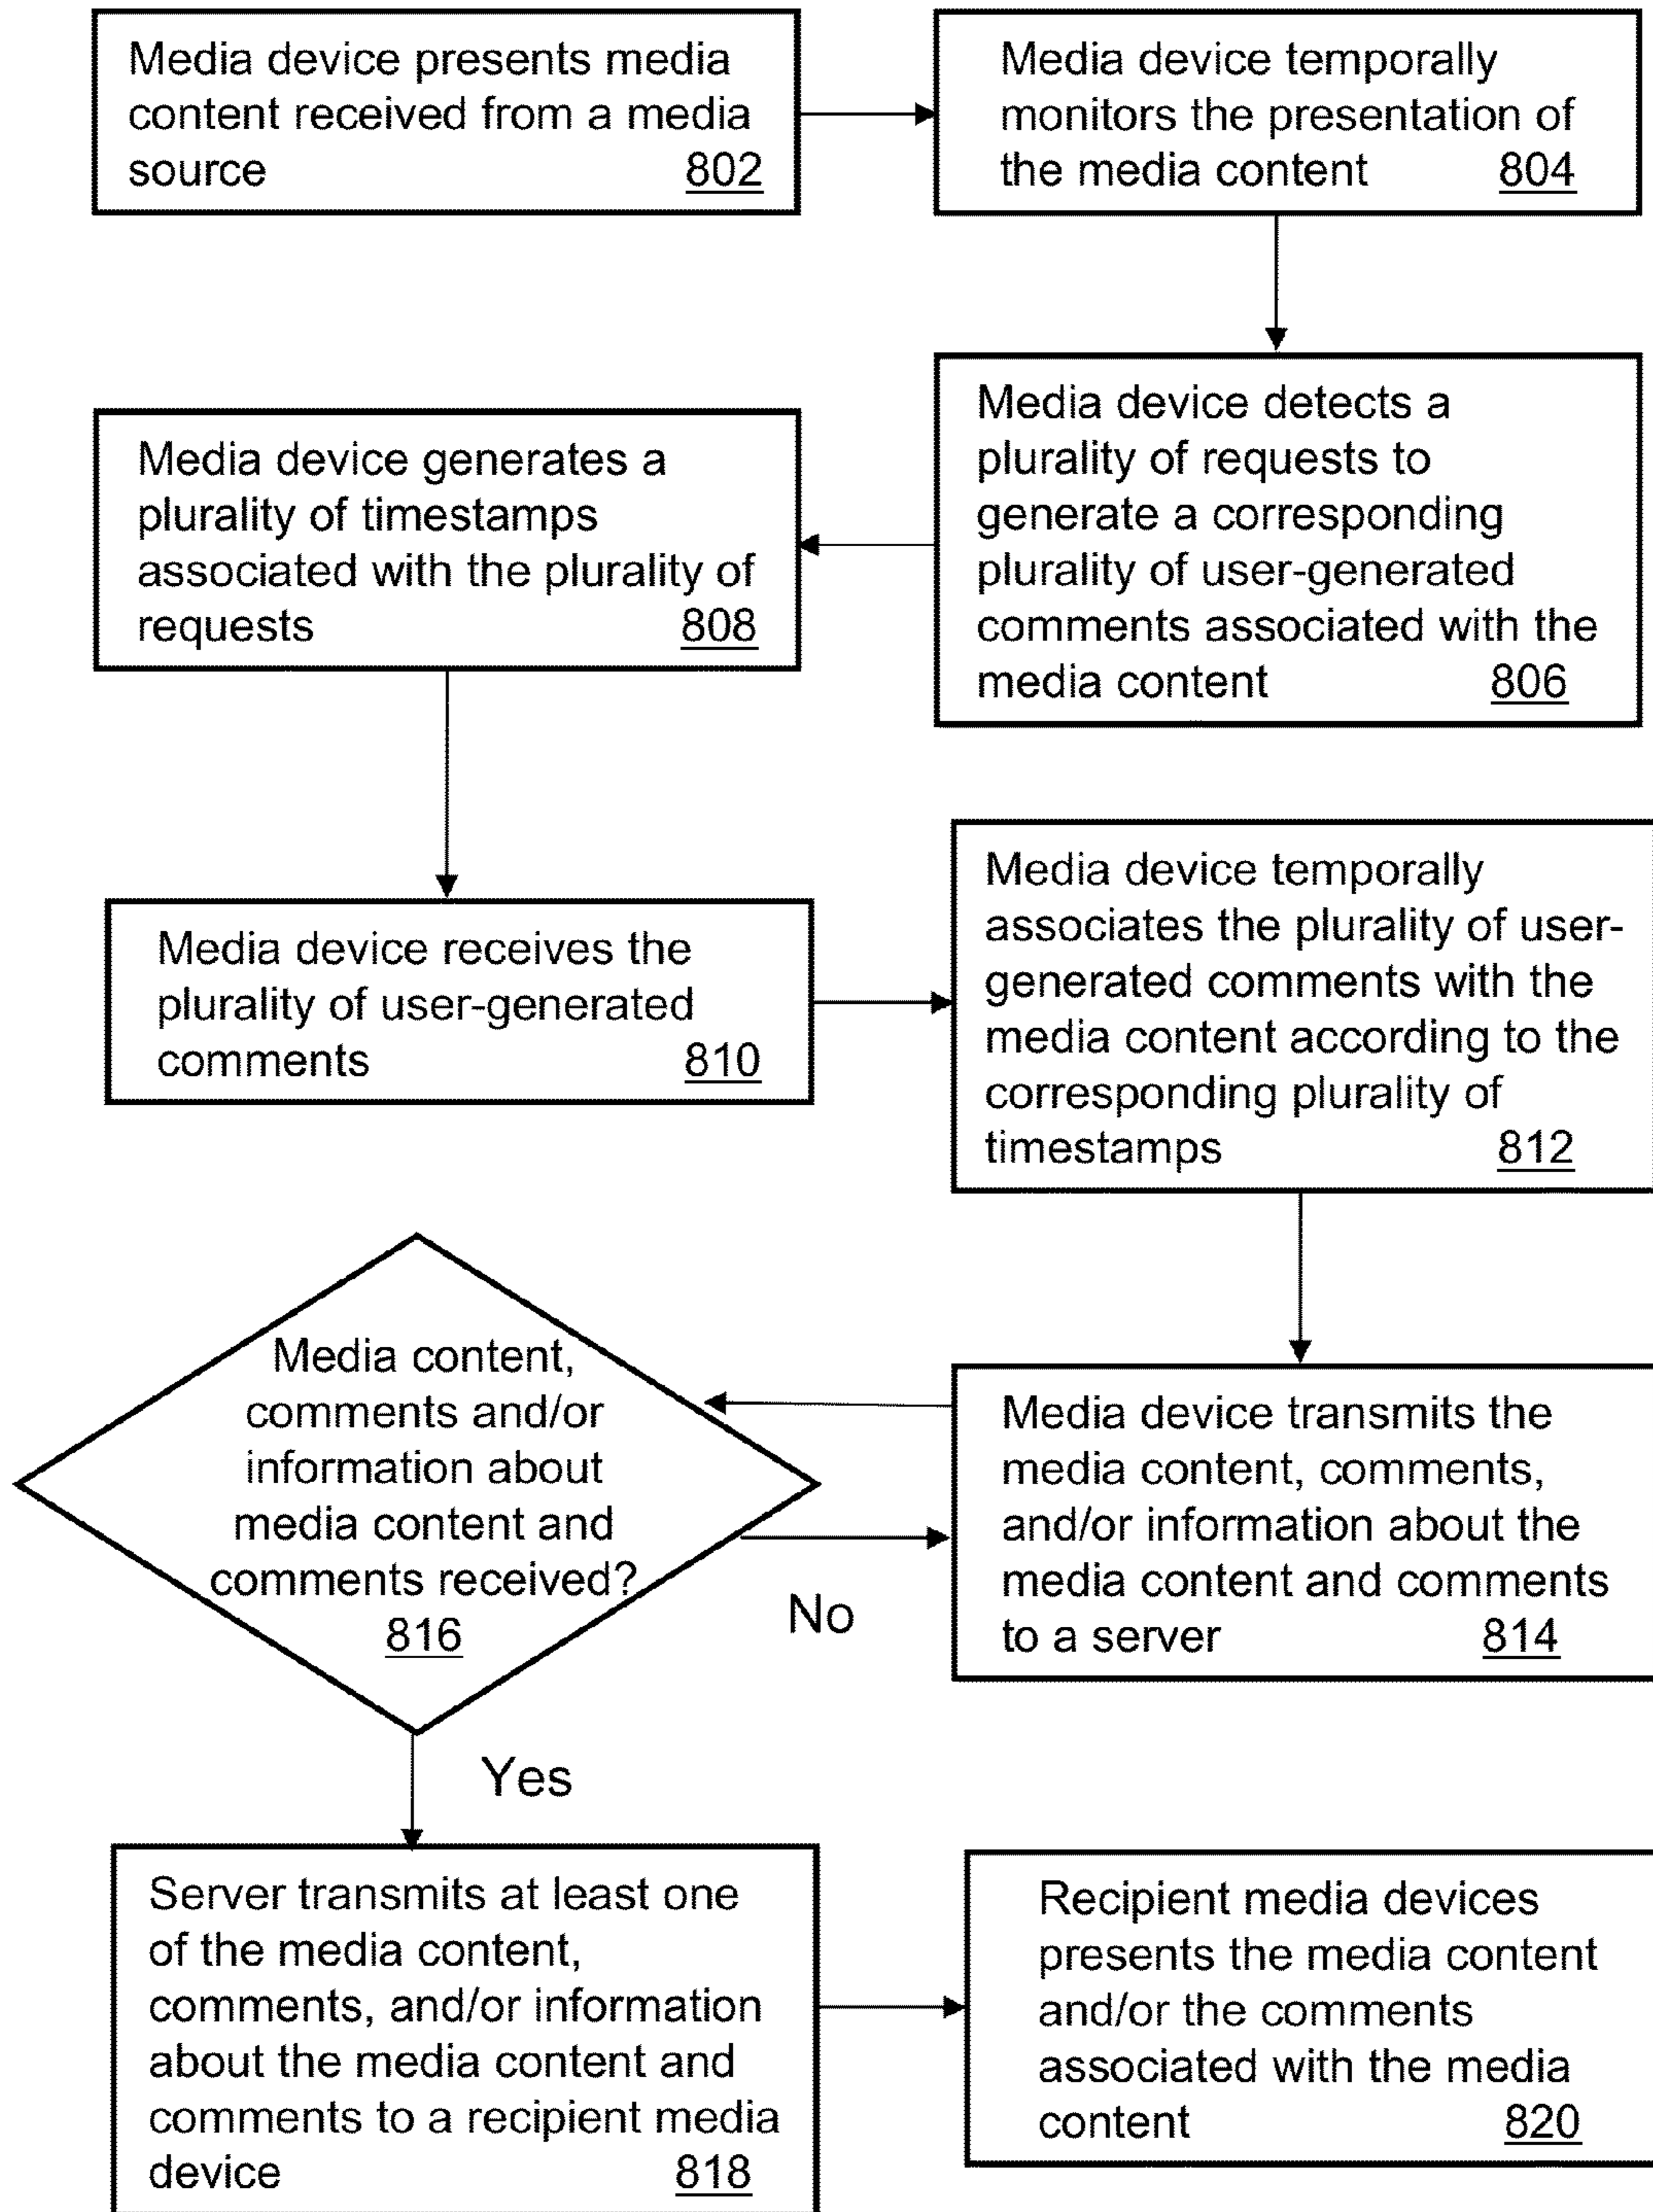 Media device presents media
content received from a media
source 802
Media device temporally
monitors the presentation of
the media content 804
Media device detects a
plurality of requests to
generate a corresponding
plurality of user-generated
comments associated with the
media content 806
Media device generates a
plurality of timestamps
associated with the plurality of
requests 808
Media device receives the
plurality of user-generated
comments 810
Media device temporally
associates the plurality of user-
generated comments with the
media content according to the
corresponding plurality of
timestamps 812
Media device transmits the
media content, comments,
and/or information about the
media content and comments
to a server 814
Media content,
comments and/or
information about
media content and
comments received?
816
No
Yes
Server transmits at least one
of the media content,
comments, and/or information
about the media content and
comments to a recipient media
device 818
Recipient media devices
presents the media content
and/or the comments
associated with the media
content 820